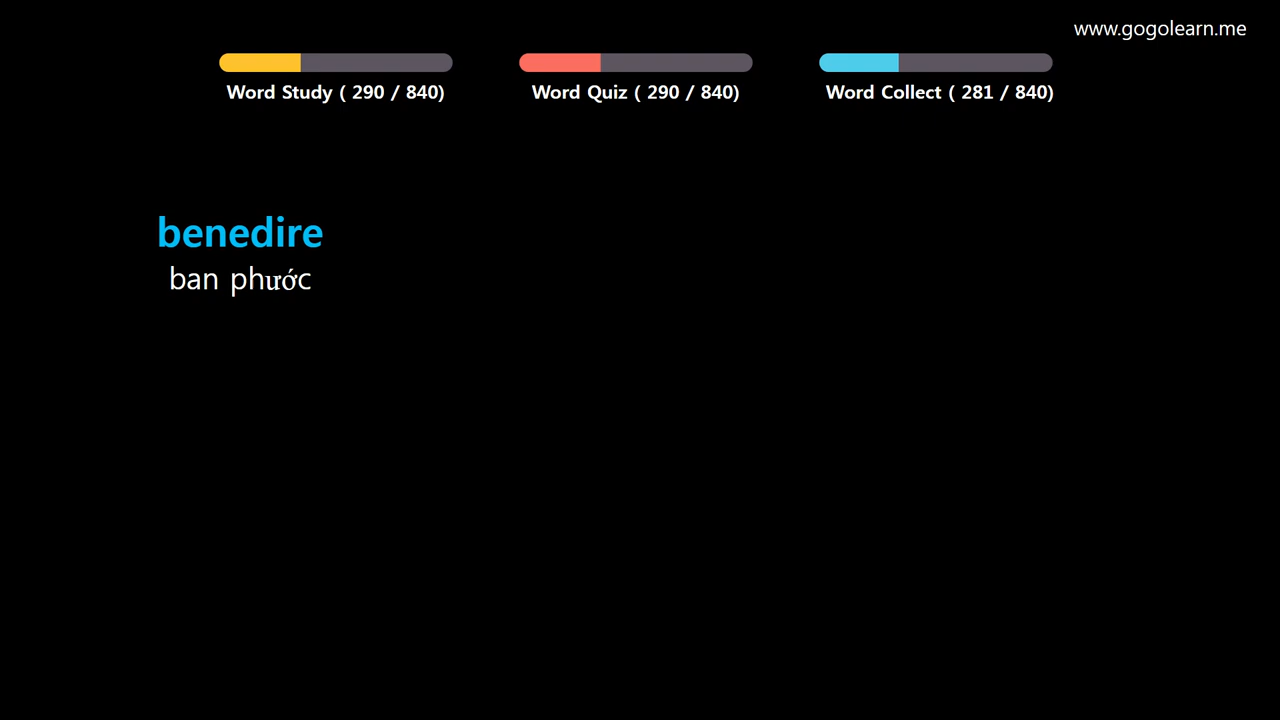 www.gogolearn.me
Word Study ( 290 / 840)
Word Quiz ( 290 / 840)
Word Collect ( 281 / 840)
benedire
ban phước